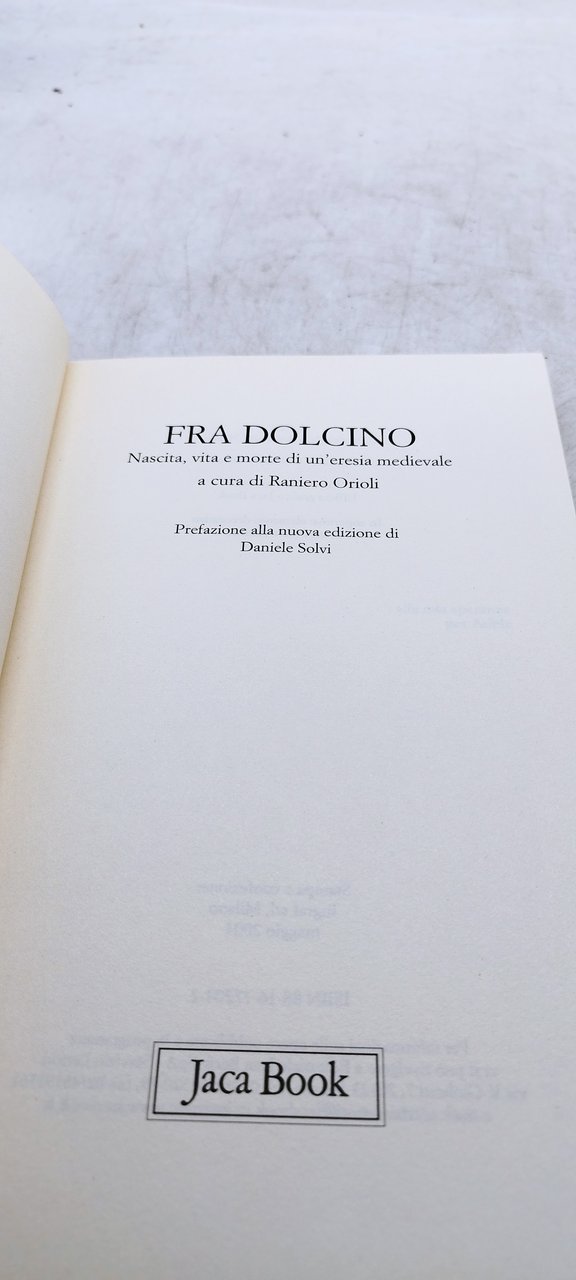 FRA DOLCINO
Nascita, vita e morte di un'eresia medievale
a cura di Raniero Orioli
Prefazione alla nuova edizione di
Daniele Solvi
Jaca Book